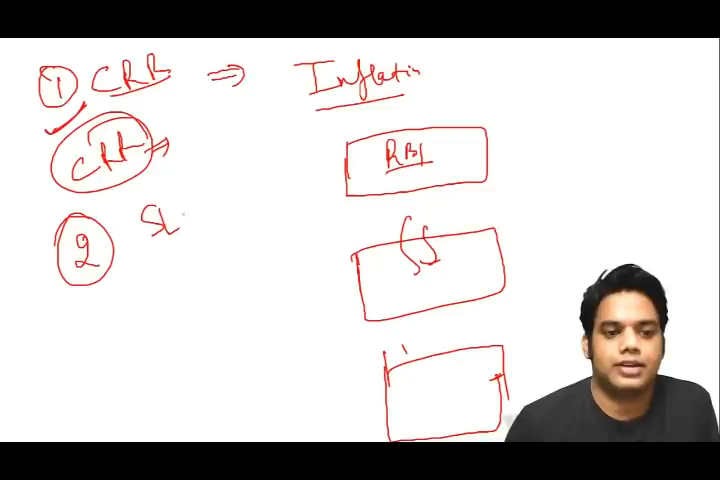 1 CRR ⇒ Inflation
CRR ⇒
RBI
2 SL